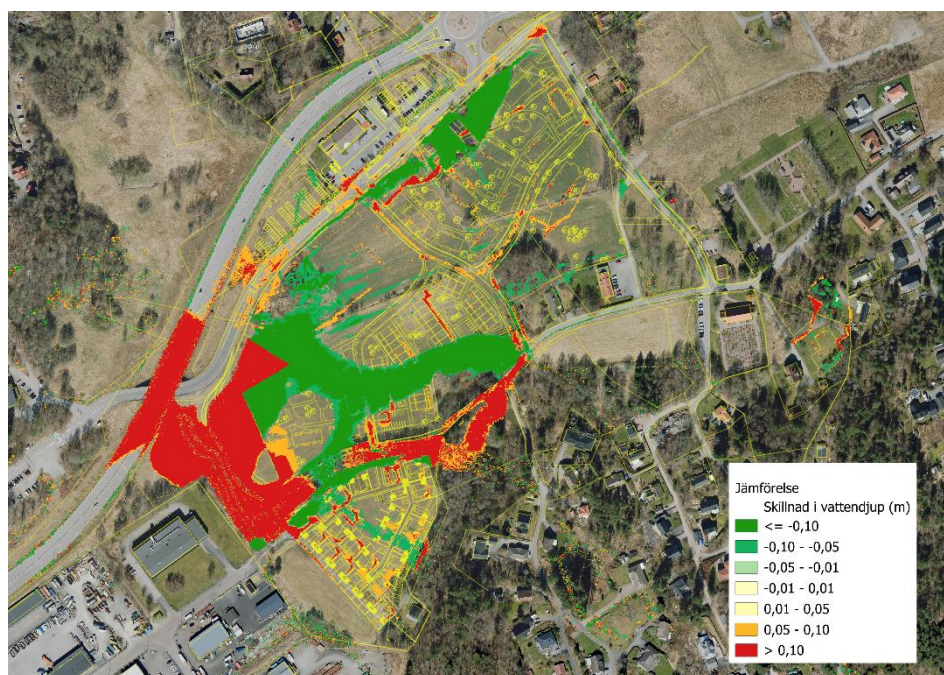 Jämförelse
Skillnad i vattendjup (m)
<= -0,10
-0,10 - -0,05
-0,05 - -0,01
-0,01 - 0,01
0,01 - 0,05
0,05 - 0,10
> 0,10